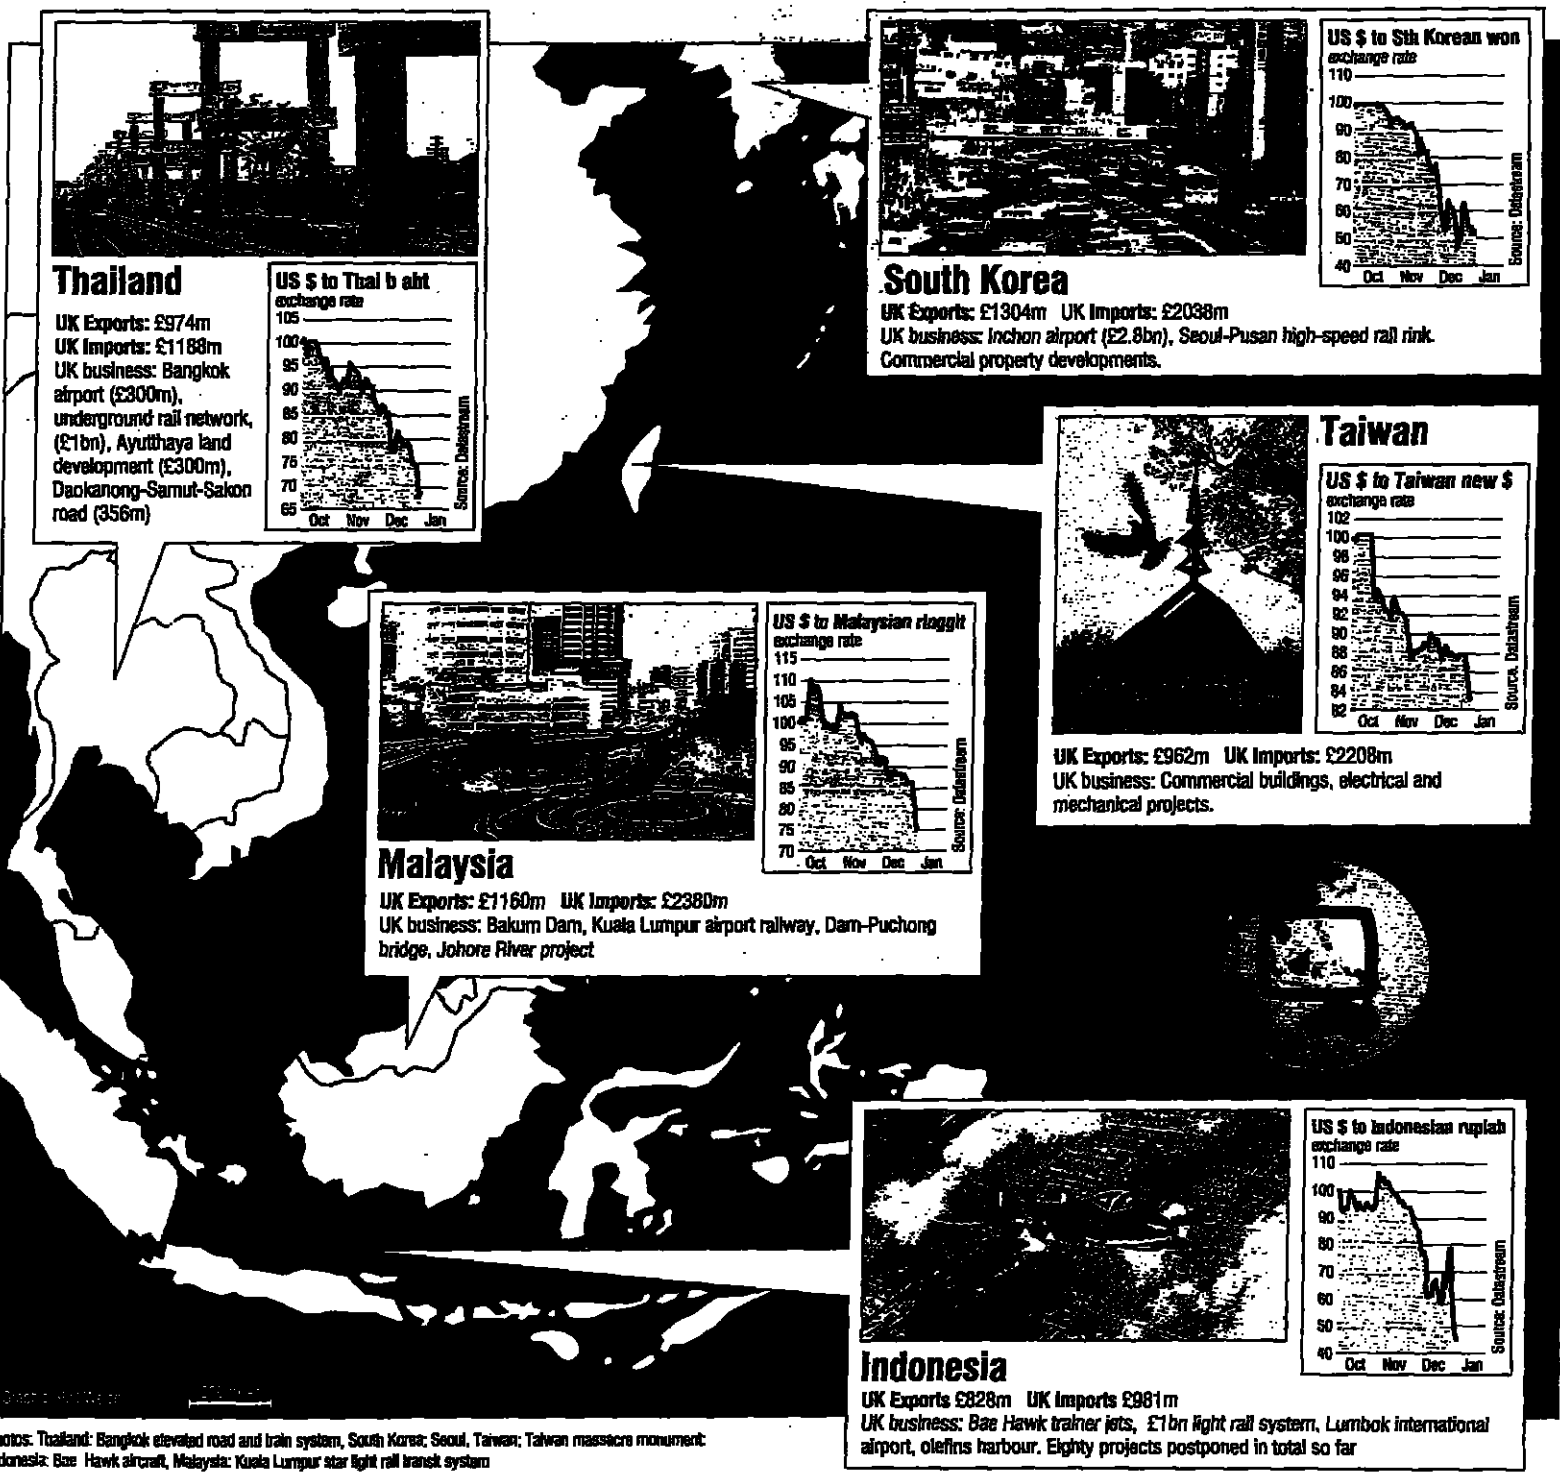 Thailand
UK Exports: £974m
UK Imports: £1188m
UK business: Bangkok
airport (£300m),
underground rail network,
(£1bn), Ayutthaya land
development (£300m),
Daokanong-Samut-Sakon
road (356m)
US $ to Thai b aht
exchange rate
105
100
95
90
85
80
75
70
65
Oct Nov Dec Jan
Source: Datastream
US $ to Sth Korean won
exchange rate
110
100
90
80
70
60
50
40
Oct Nov Dec Jan
Source: Datastream
South Korea
UK Exports: £1304m UK Imports: £2038m
UK business: Inchon airport (£2.8bn), Seoul-Pusan high-speed rail rink.
Commercial property developments.
Taiwan
US $ to Taiwan new $
exchange rate
102
100
98
96
94
92
90
88
86
84
82
Oct Nov Dec Jan
Source. Datastream
UK Exports: £962m UK Imports: £2208m
UK business: Commercial buildings, electrical and
mechanical projects.
US $ to Malaysian ringgit
exchange rate
115
110
105
100
95
90
85
80
75
70
Oct Nov Dec Jan
Source: Datastream
Malaysia
UK Exports: £1160m UK Imports: £2380m
UK business: Bakum Dam, Kuala Lumpur airport railway, Dam-Puchong
bridge, Johore River project
US $ to Indonesian rupiah
exchange rate
110
100
90
80
70
60
50
40
Oct Nov Dec Jan
Source: Datastream
Indonesia
UK Exports £828m UK Imports £981m
UK business: Bae Hawk trainer jets, £1bn light rail system, Lumbok international
airport, olefins harbour. Eighty projects postponed in total so far
otos: Thailand: Bangkok elevated road and train system, South Korea; Seoul, Taiwan; Taiwan massacre monument
donesia: Bae Hawk aircraft, Malaysia: Kuala Lumpur star light rail transit system